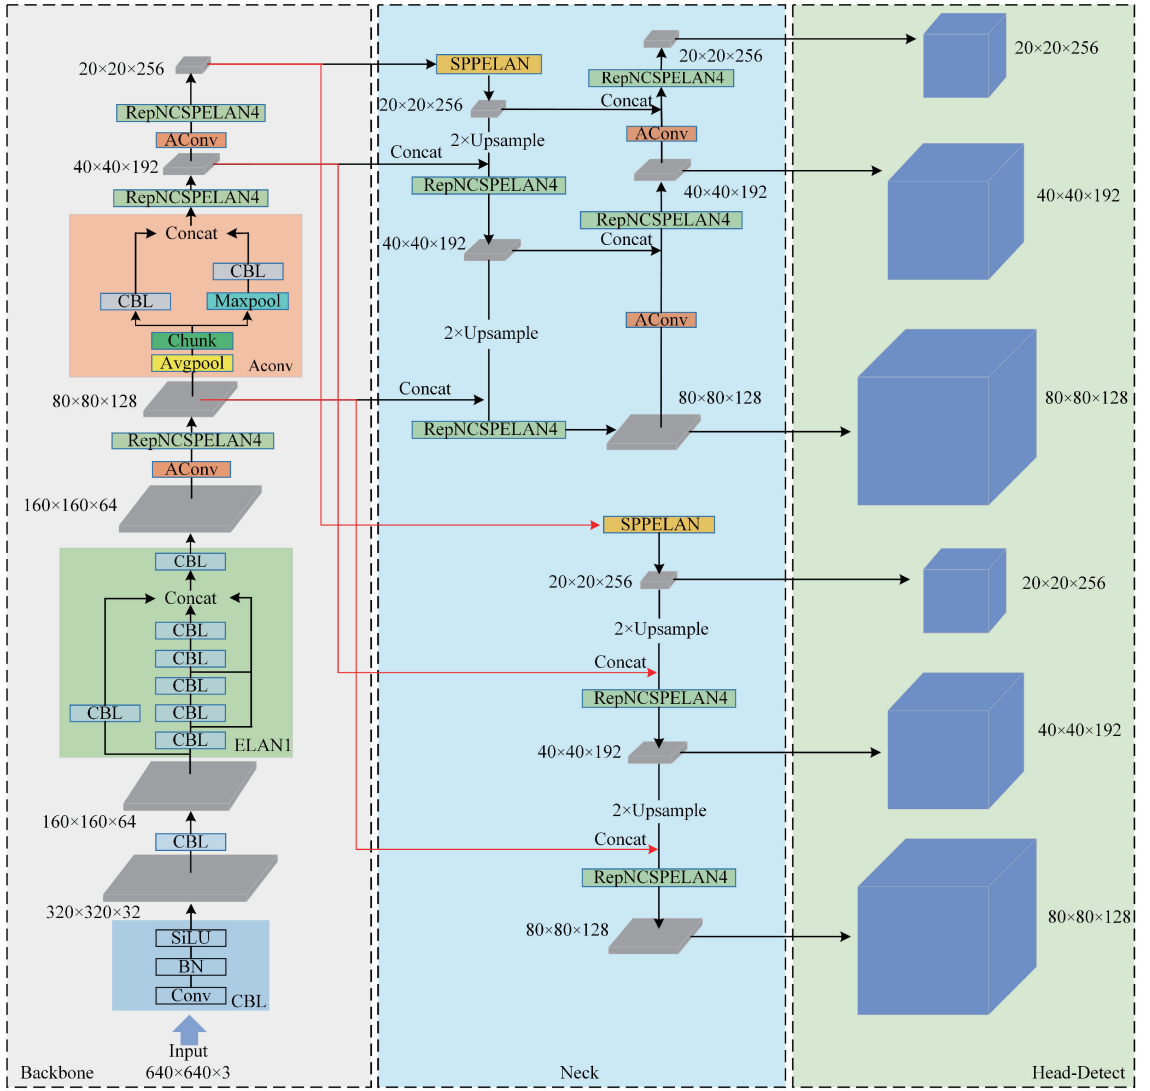 20×20×256
RepNCSPELAN4
AConv
40×40×192
RepNCSPELAN4
Concat
CBL
CBL
Maxpool
Chunk
Avgpool
Aconv
80×80×128
RepNCSPELAN4
AConv
160×160×64
CBL
Concat
CBL
CBL
CBL
CBL
CBL
CBL
ELAN1
160×160×64
CBL
320×320×32
SiLU
BN
Conv
CBL
Input
640×640×3
Backbone
SPPELAN
20×20×256
2×Upsample
Concat
RepNCSPELAN4
40×40×192
2×Upsample
Concat
RepNCSPELAN4
20×20×256
RepNCSPELAN4
Concat
AConv
40×40×192
RepNCSPELAN4
Concat
AConv
80×80×128
SPPELAN
20×20×256
2×Upsample
Concat
RepNCSPELAN4
40×40×192
2×Upsample
Concat
RepNCSPELAN4
80×80×128
Neck
20×20×256
40×40×192
80×80×128
20×20×256
40×40×192
80×80×128
Head-Detect